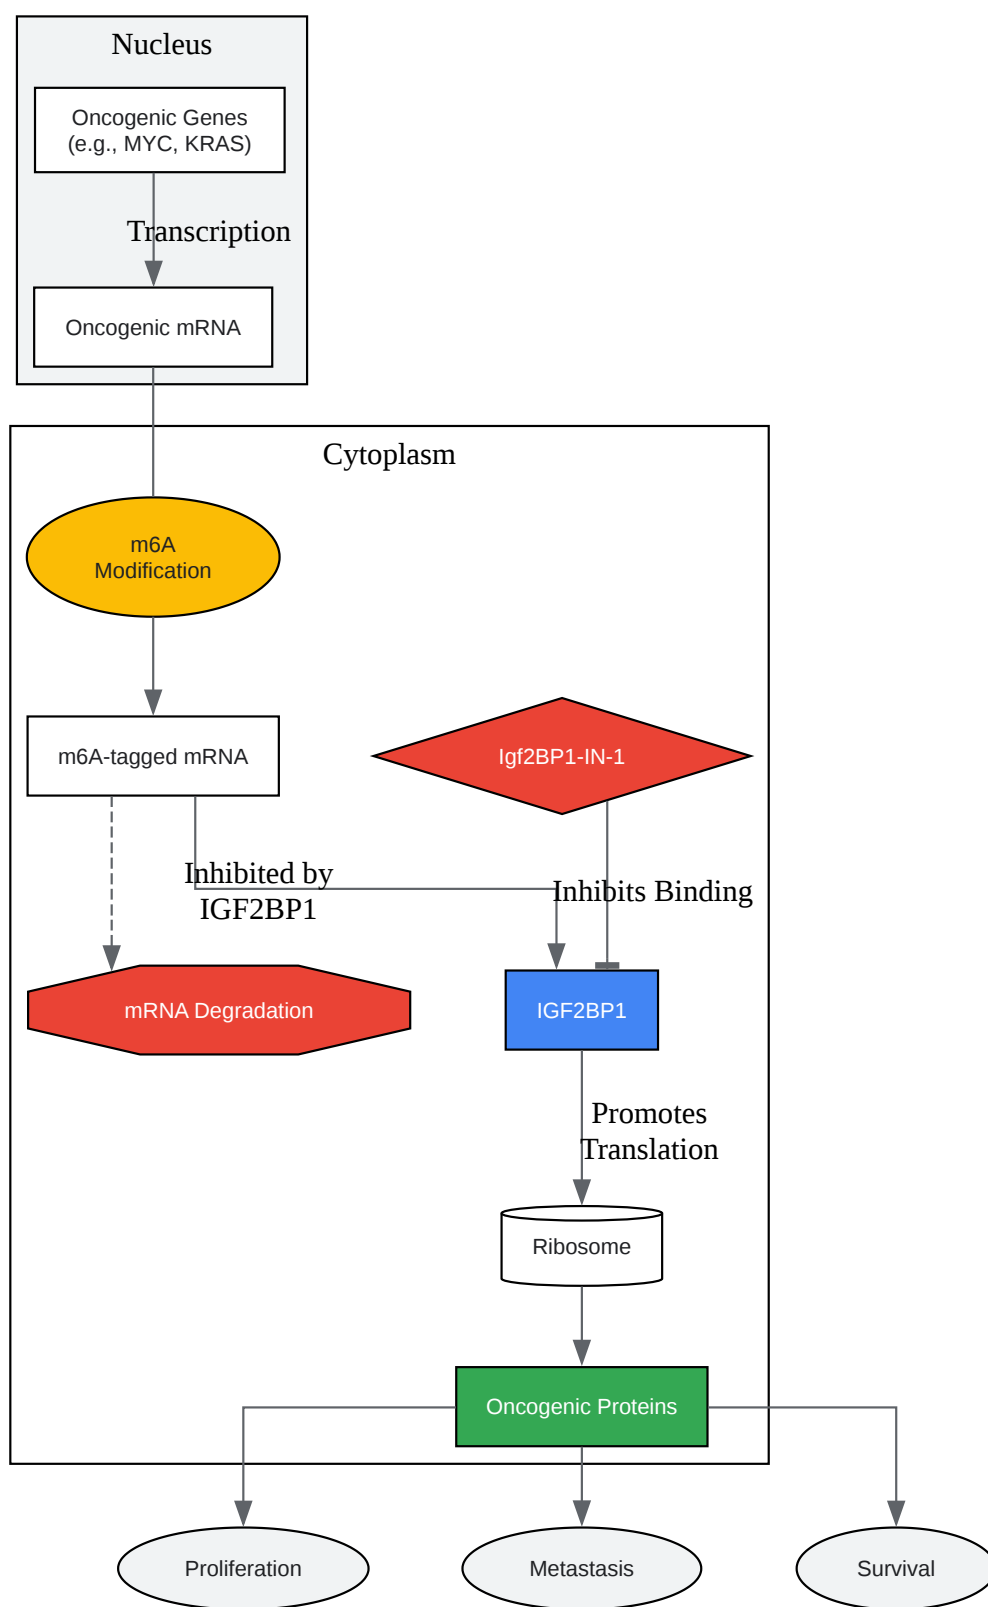 Nucleus
Oncogenic Genes
(e.g., MYC, KRAS)
Transcription
Oncogenic mRNA
Cytoplasm
m6A
Modification
m6A-tagged mRNA
Igf2BP1-IN-1
Inhibited by
IGF2BP1
Inhibits Binding
mRNA Degradation
IGF2BP1
Promotes
Translation
Ribosome
Oncogenic Proteins
Proliferation
Metastasis
Survival